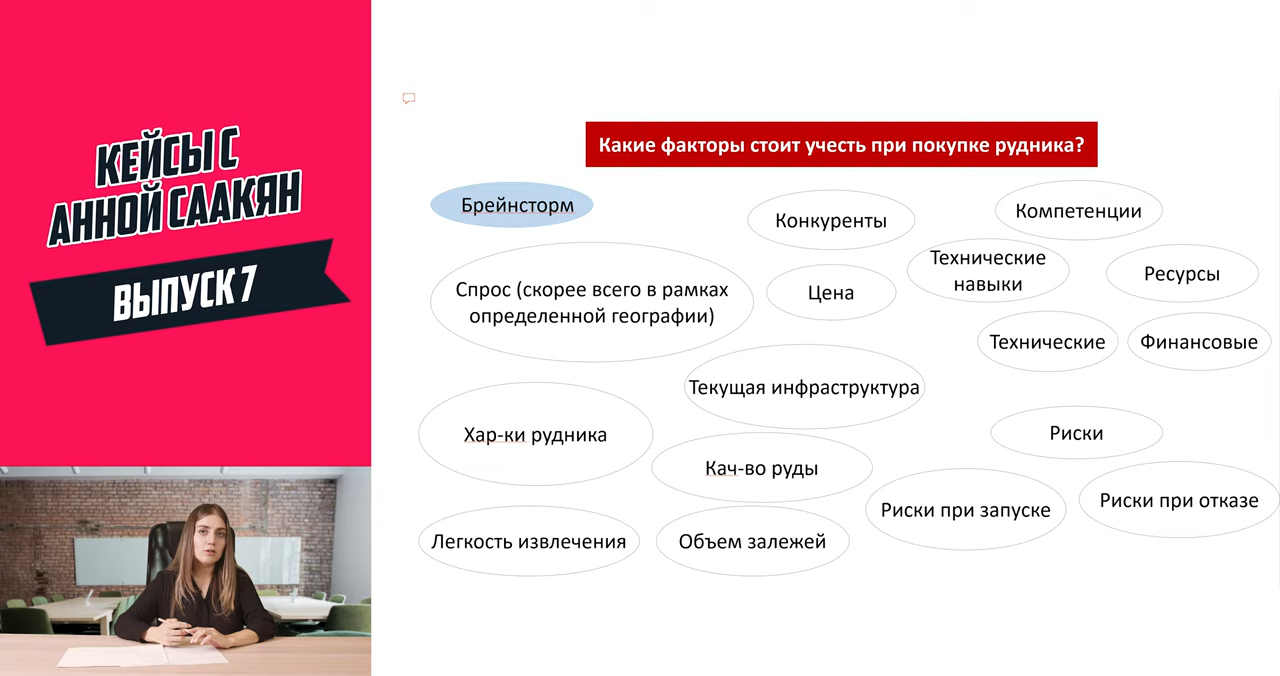 КЕЙСЫ С
АННОЙ СААКЯН
ВЫПУСК 7
Какие факторы стоит учесть при покупке рудника?
Брейнсторм
Конкуренты
Компетенции
Спрос (скорее всего в рамках
определенной географии)
Цена
Технические
навыки
Ресурсы
Технические
Финансовые
Текущая инфраструктура
Хар-ки рудника
Кач-во руды
Риски
Риски при запуске
Риски при отказе
Легкость извлечения
Объем залежей